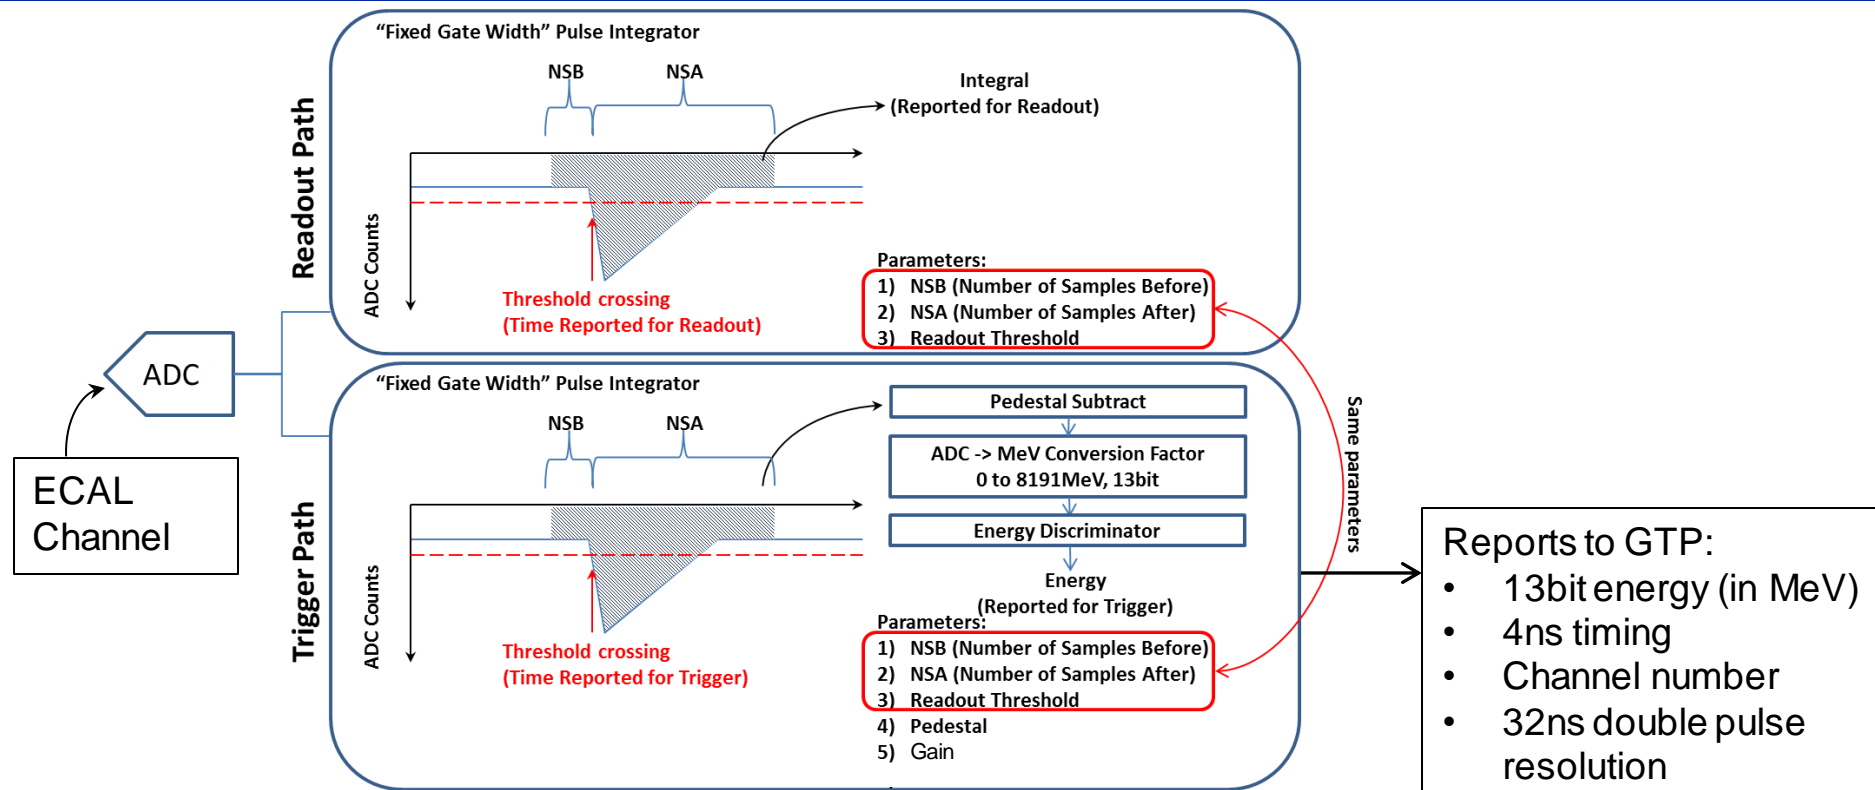 “Fixed Gate Width” Pulse Integrator
NSB
NSA
Integral
(Reported for Readout)
Readout Path
ADC Counts
Threshold crossing
(Time Reported for Readout)
Parameters:
1) NSB (Number of Samples Before)
2) NSA (Number of Samples After)
3) Readout Threshold
ADC
ECAL
Channel
“Fixed Gate Width” Pulse Integrator
NSB
NSA
Pedestal Subtract
ADC -> MeV Conversion Factor
0 to 8191MeV, 13bit
Energy Discriminator
Energy
(Reported for Trigger)
Trigger Path
ADC Counts
Threshold crossing
(Time Reported for Trigger)
Parameters:
1) NSB (Number of Samples Before)
2) NSA (Number of Samples After)
3) Readout Threshold
4) Pedestal
5) Gain
Same parameters
Reports to GTP:
• 13bit energy (in MeV)
• 4ns timing
• Channel number
• 32ns double pulse
resolution